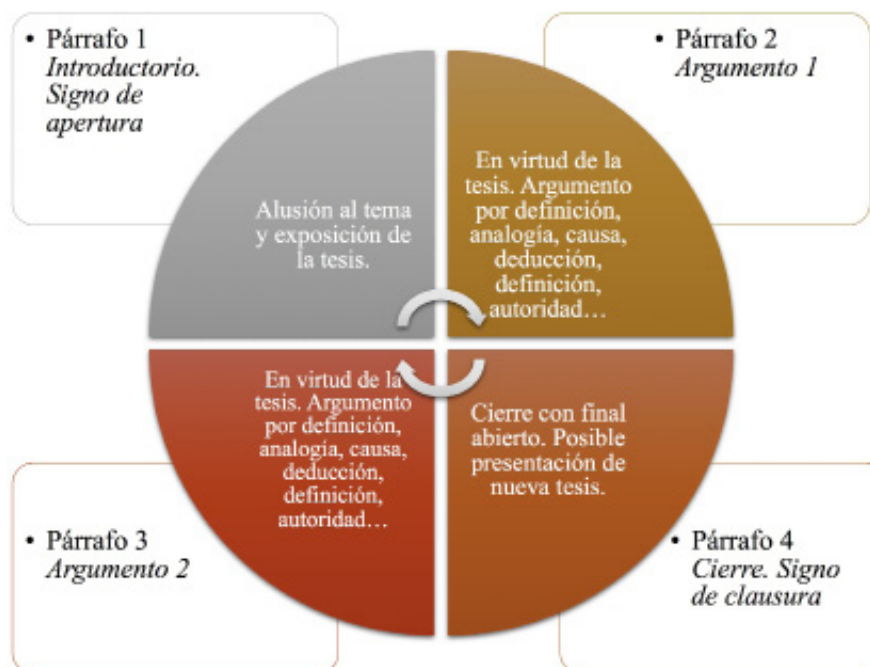 • Párrafo 1
Introductorio.
Signo de
apertura
Alusión al tema
y exposición de
la tesis.
• Párrafo 2
Argumento 1
En virtud de la
tesis. Argumento
por definición,
analogía, causa,
deducción,
definición,
autoridad…
• Párrafo 3
Argumento 2
En virtud de la
tesis. Argumento
por definición,
analogía, causa,
deducción,
definición,
autoridad…
• Párrafo 4
Cierre. Signo
de clausura
Cierre con final
abierto. Posible
presentación de
nueva tesis.